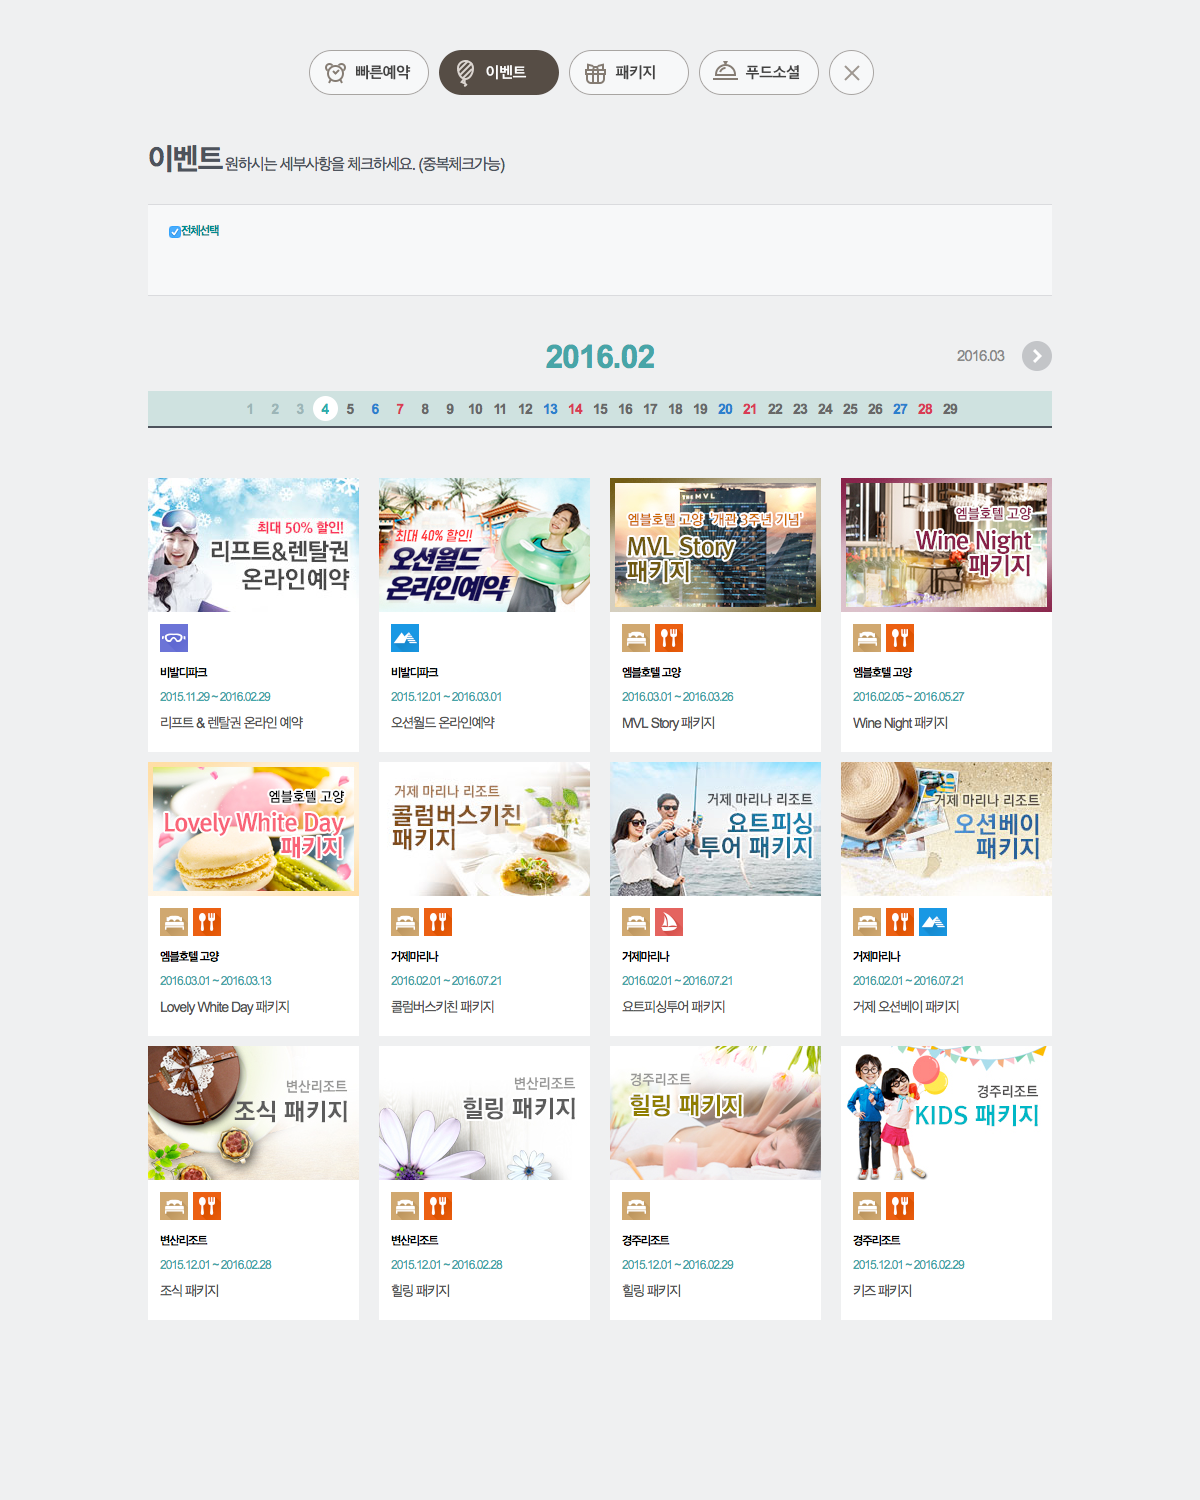 빠른예약
이벤트
패키지
푸드소셜
이벤트 원하시는 세부사항을 체크하세요. (중복체크가능)
전체선택
2016.02
2016.03
1 2 3 4 5 6 7 8 9 10 11 12 13 14 15 16 17 18 19 20 21 22 23 24 25 26 27 28 29
최대 50% 할인!
리프트&렌탈권
온라인예약
비발디파크
2015.11.29 ~ 2016.02.29
리프트 & 렌탈권 온라인 예약
최대 40% 할인!
오션월드
온라인예약
비발디파크
2015.12.01 ~ 2016.03.01
오션월드 온라인예약
THE MVL
엠블호텔 고양 '개관 3주년 기념'
MVL Story
패키지
엠블호텔 고양
2016.03.01 ~ 2016.03.26
MVL Story 패키지
엠블호텔 고양
Wine Night
패키지
엠블호텔 고양
2016.02.05 ~ 2016.05.27
Wine Night 패키지
엠블호텔 고양
Lovely White Day
패키지
엠블호텔 고양
2016.03.01 ~ 2016.03.13
Lovely White Day 패키지
거제 마리나 리조트
콜럼버스키친
패키지
거제마리나
2016.02.01 ~ 2016.07.21
콜럼버스키친 패키지
거제 마리나 리조트
요트피싱
투어 패키지
거제마리나
2016.02.01 ~ 2016.07.21
요트피싱투어 패키지
거제 마리나 리조트
오션베이
패키지
거제마리나
2016.02.01 ~ 2016.07.21
거제 오션베이 패키지
변산리조트
조식 패키지
변산리조트
2015.12.01 ~ 2016.02.28
조식 패키지
변산리조트
힐링 패키지
변산리조트
2015.12.01 ~ 2016.02.28
힐링 패키지
경주리조트
힐링 패키지
경주리조트
2015.12.01 ~ 2016.02.29
힐링 패키지
경주리조트
KIDS 패키지
경주리조트
2015.12.01 ~ 2016.02.29
키즈 패키지